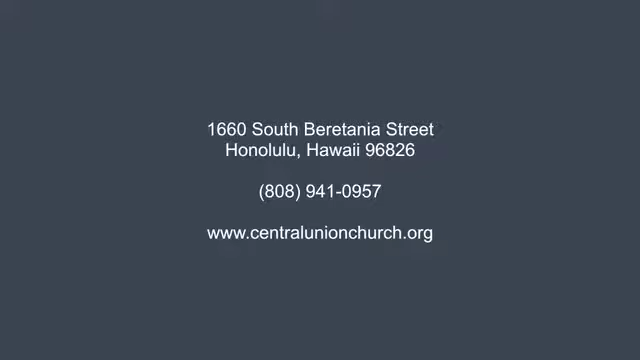 1660 South Beretania Street
Honolulu, Hawaii 96826
(808) 941-0957
www.centralunionchurch.org